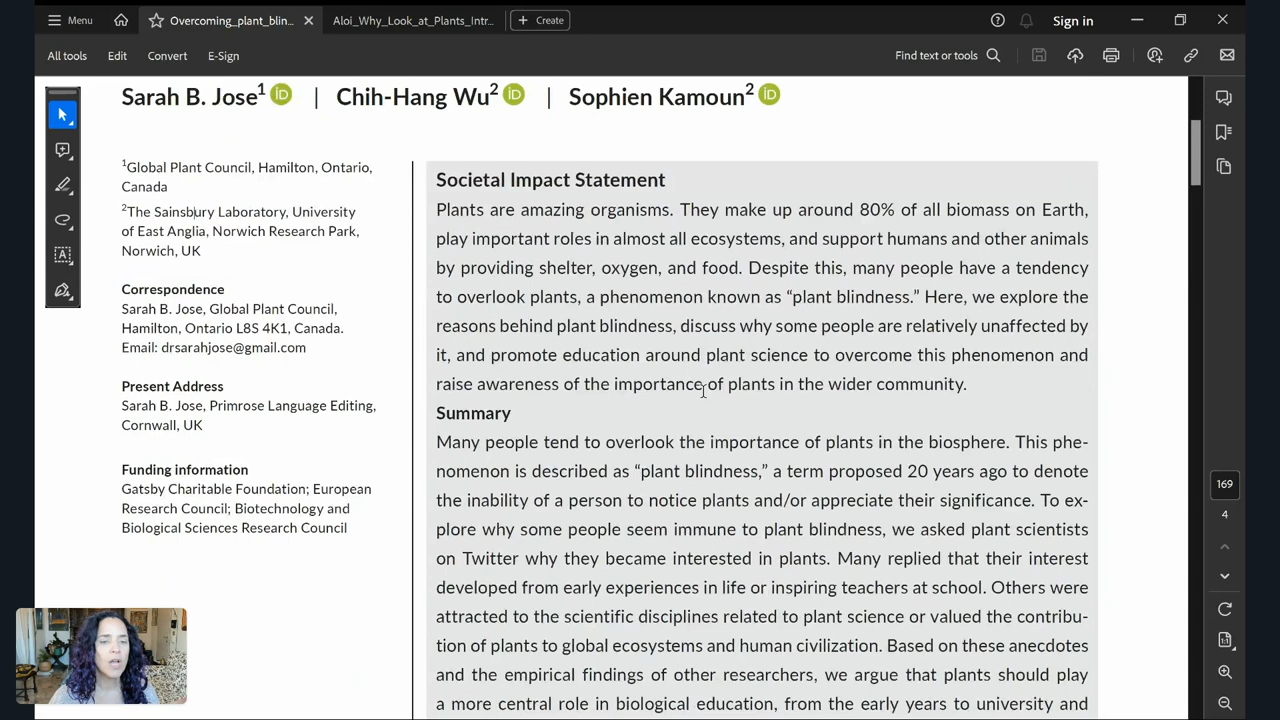 Menu
Overcoming_plant_blin...
Aloi_Why_Look_at_Plants_Intr...
Create
Sign in
All tools
Edit
Convert
E-Sign
Find text or tools
Sarah B. Jose1 iD | Chih-Hang Wu2 iD | Sophien Kamoun2 iD
1Global Plant Council, Hamilton, Ontario,
Canada
2The Sainsbury Laboratory, University
of East Anglia, Norwich Research Park,
Norwich, UK
Correspondence
Sarah B. Jose, Global Plant Council,
Hamilton, Ontario L8S 4K1, Canada.
Email: drsarahjose@gmail.com
Present Address
Sarah B. Jose, Primrose Language Editing,
Cornwall, UK
Funding information
Gatsby Charitable Foundation; European
Research Council; Biotechnology and
Biological Sciences Research Council
Societal Impact Statement
Plants are amazing organisms. They make up around 80% of all biomass on Earth,
play important roles in almost all ecosystems, and support humans and other animals
by providing shelter, oxygen, and food. Despite this, many people have a tendency
to overlook plants, a phenomenon known as “plant blindness.” Here, we explore the
reasons behind plant blindness, discuss why some people are relatively unaffected by
it, and promote education around plant science to overcome this phenomenon and
raise awareness of the importance of plants in the wider community.
Summary
Many people tend to overlook the importance of plants in the biosphere. This phe-
nomenon is described as “plant blindness,” a term proposed 20 years ago to denote
the inability of a person to notice plants and/or appreciate their significance. To ex-
plore why some people seem immune to plant blindness, we asked plant scientists
on Twitter why they became interested in plants. Many replied that their interest
developed from early experiences in life or inspiring teachers at school. Others were
attracted to the scientific disciplines related to plant science or valued the contribu-
tion of plants to global ecosystems and human civilization. Based on these anecdotes
and the empirical findings of other researchers, we argue that plants should play
a more central role in biological education, from the early years to university and
169
4